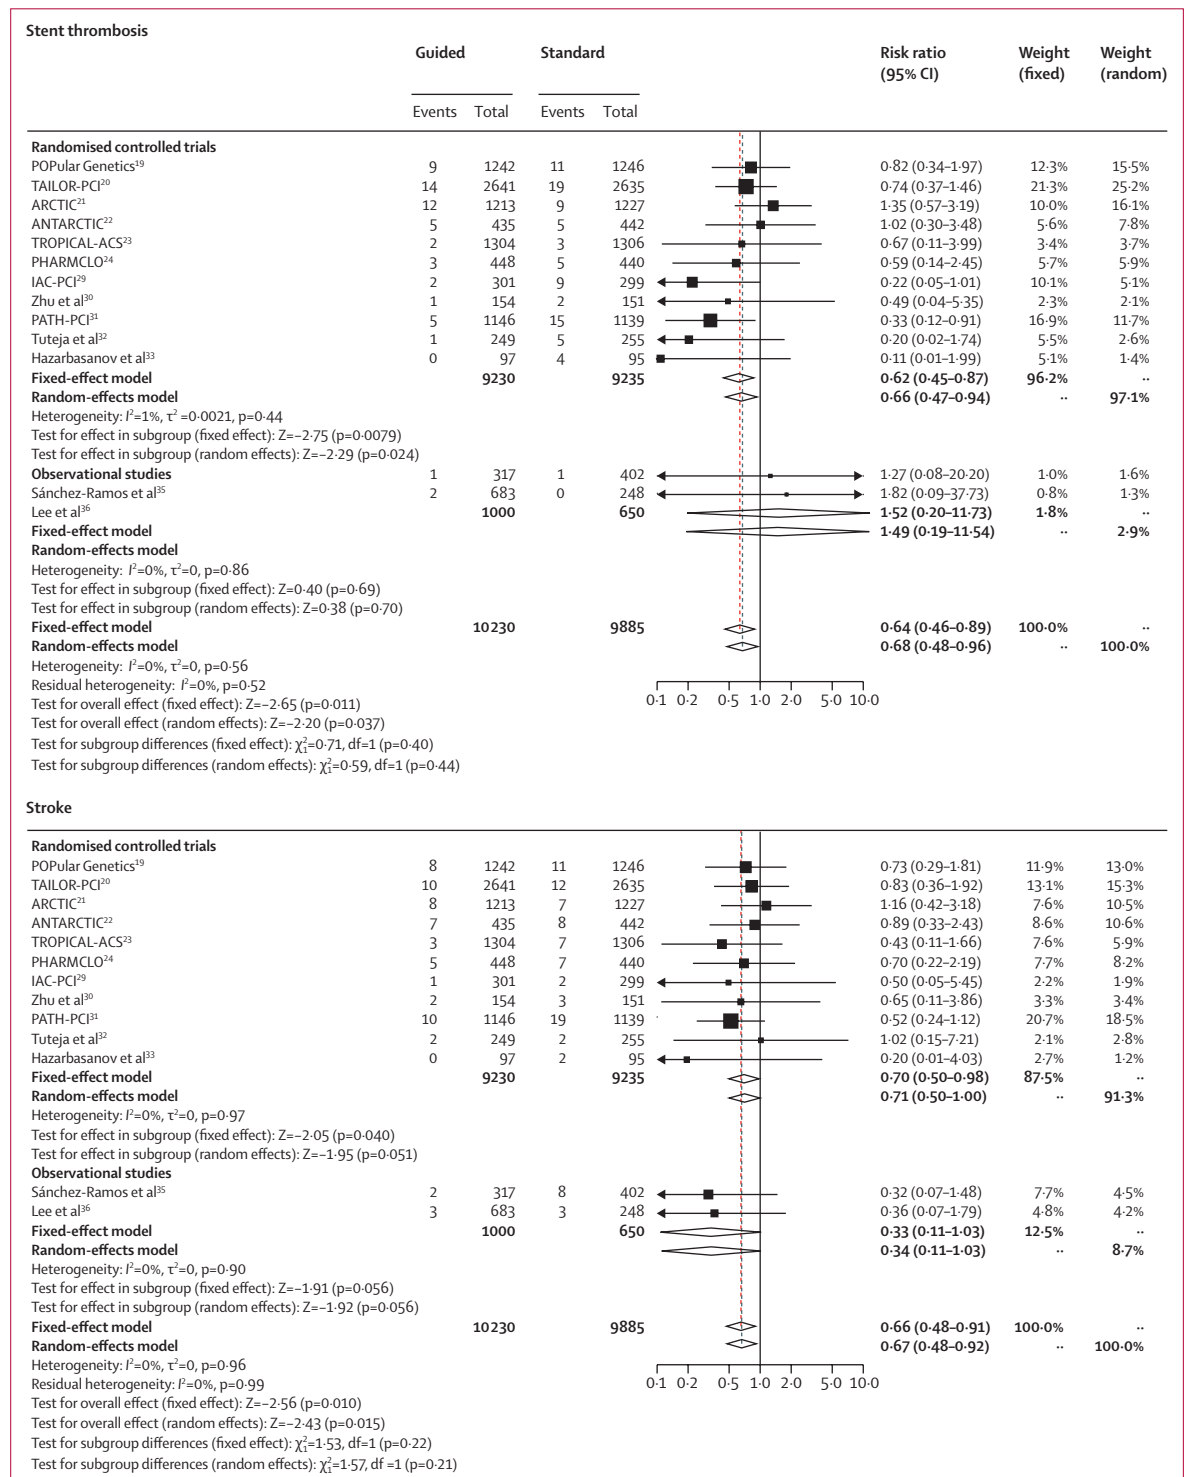 Stent thrombosis
Guided Standard Risk ratio (95% CI) Weight (fixed) Weight (random)
Events Total Events Total
Randomised controlled trials
POPular Genetics¹⁹ 9 1242 11 1246 0·82 (0·34–1·97) 12·3% 15·5%
TAILOR-PCI²⁰ 14 2641 19 2635 0·74 (0·37–1·46) 21·3% 25·2%
ARCTIC²¹ 12 1213 9 1227 1·35 (0·57–3·19) 10·0% 16·1%
ANTARCTIC²² 5 435 5 442 1·02 (0·30–3·48) 5·6% 7·8%
TROPICAL-ACS²³ 2 1304 3 1306 0·67 (0·11–3·99) 3·4% 3·7%
PHARMCLO²⁴ 3 448 5 440 0·59 (0·14–2·45) 5·7% 5·9%
IAC-PCI²⁹ 2 301 9 299 0·22 (0·05–1·01) 10·1% 5·1%
Zhu et al³⁰ 1 154 2 151 0·49 (0·04–5·35) 2·3% 2·1%
PATH-PCI³¹ 5 1146 15 1139 0·33 (0·12–0·91) 16·9% 11·7%
Tuteja et al³² 1 249 5 255 0·20 (0·02–1·74) 5·5% 2·6%
Hazarbasanov et al³³ 0 97 4 95 0·11 (0·01–1·99) 5·1% 1·4%
Fixed-effect model 9230 9235 0·62 (0·45–0·87) 96·2% ··
Random-effects model 0·66 (0·47–0·94) ·· 97·1%
Heterogeneity: I²=1%, τ² =0·0021, p=0·44
Test for effect in subgroup (fixed effect): Z=–2·75 (p=0·0079)
Test for effect in subgroup (random effects): Z=–2·29 (p=0·024)
Observational studies 1 317 1 402 1·27 (0·08–20·20) 1·0% 1·6%
Sánchez-Ramos et al³⁵ 2 683 0 248 1·82 (0·09–37·73) 0·8% 1·3%
Lee et al³⁶ 1000 650 1·52 (0·20–11·73) 1·8% ··
Fixed-effect model 1·49 (0·19–11·54) ·· 2·9%
Random-effects model
Heterogeneity: I²=0%, τ²=0, p=0·86
Test for effect in subgroup (fixed effect): Z=0·40 (p=0·69)
Test for effect in subgroup (random effects): Z=0·38 (p=0·70)
Fixed-effect model 10230 9885 0·64 (0·46–0·89) 100·0% ··
Random-effects model 0·68 (0·48–0·96) ·· 100·0%
Heterogeneity: I²=0%, τ²=0, p=0·56
Residual heterogeneity: I²=0%, p=0·52
0·1 0·2 0·5 1·0 2·0 5·0 10·0
Test for overall effect (fixed effect): Z=–2·65 (p=0·011)
Test for overall effect (random effects): Z=–2·20 (p=0·037)
Test for subgroup differences (fixed effect): χ²₁=0·71, df=1 (p=0·40)
Test for subgroup differences (random effects): χ²₁=0·59, df=1 (p=0·44)
Stroke
Randomised controlled trials
POPular Genetics¹⁹ 8 1242 11 1246 0·73 (0·29–1·81) 11·9% 13·0%
TAILOR-PCI²⁰ 10 2641 12 2635 0·83 (0·36–1·92) 13·1% 15·3%
ARCTIC²¹ 8 1213 7 1227 1·16 (0·42–3·18) 7·6% 10·5%
ANTARCTIC²² 7 435 8 442 0·89 (0·33–2·43) 8·6% 10·6%
TROPICAL-ACS²³ 3 1304 7 1306 0·43 (0·11–1·66) 7·6% 5·9%
PHARMCLO²⁴ 5 448 7 440 0·70 (0·22–2·19) 7·7% 8·2%
IAC-PCI²⁹ 1 301 2 299 0·50 (0·05–5·45) 2·2% 1·9%
Zhu et al³⁰ 2 154 3 151 0·65 (0·11–3·86) 3·3% 3·4%
PATH-PCI³¹ 10 1146 19 1139 0·52 (0·24–1·12) 20·7% 18·5%
Tuteja et al³² 2 249 2 255 1·02 (0·15–7·21) 2·1% 2·8%
Hazarbasanov et al³³ 0 97 2 95 0·20 (0·01–4·03) 2·7% 1·2%
Fixed-effect model 9230 9235 0·70 (0·50–0·98) 87·5% ··
Random-effects model 0·71 (0·50–1·00) ·· 91·3%
Heterogeneity: I²=0%, τ²=0, p=0·97
Test for effect in subgroup (fixed effect): Z=–2·05 (p=0·040)
Test for effect in subgroup (random effects): Z=–1·95 (p=0·051)
Observational studies
Sánchez-Ramos et al³⁵ 2 317 8 402 0·32 (0·07–1·48) 7·7% 4·5%
Lee et al³⁶ 3 683 3 248 0·36 (0·07–1·79) 4·8% 4·2%
Fixed-effect model 1000 650 0·33 (0·11–1·03) 12·5% ··
Random-effects model 0·34 (0·11–1·03) ·· 8·7%
Heterogeneity: I²=0%, τ²=0, p=0·90
Test for effect in subgroup (fixed effect): Z=–1·91 (p=0·056)
Test for effect in subgroup (random effects): Z=–1·92 (p=0·056)
Fixed-effect model 10230 9885 0·66 (0·48–0·91) 100·0% ··
Random-effects model 0·67 (0·48–0·92) ·· 100·0%
Heterogeneity: I²=0%, τ²=0, p=0·96
Residual heterogeneity: I²=0%, p=0·99
0·1 0·2 0·5 1·0 2·0 5·0 10·0
Test for overall effect (fixed effect): Z=–2·56 (p=0·010)
Test for overall effect (random effects): Z=–2·43 (p=0·015)
Test for subgroup differences (fixed effect): χ²₁=1·53, df=1 (p=0·22)
Test for subgroup differences (random effects): χ²₁=1·57, df =1 (p=0·21)